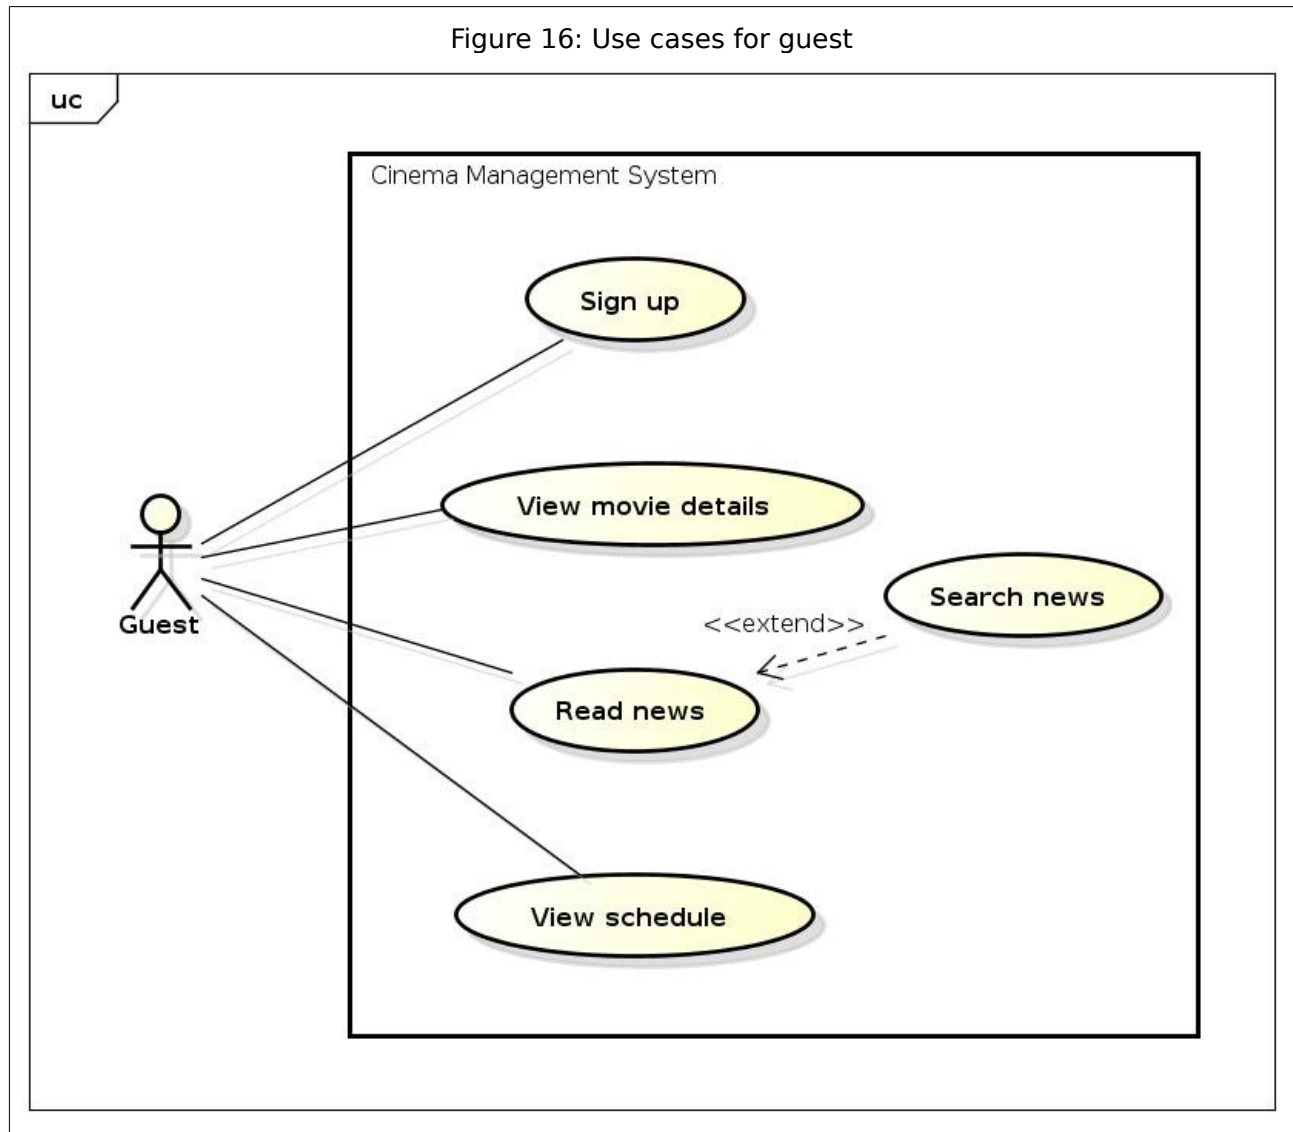 Figure 16: Use cases for guest
uc
Cinema Management System
Sign up
View movie details
Search news
<<extend>>
Guest
Read news
View schedule